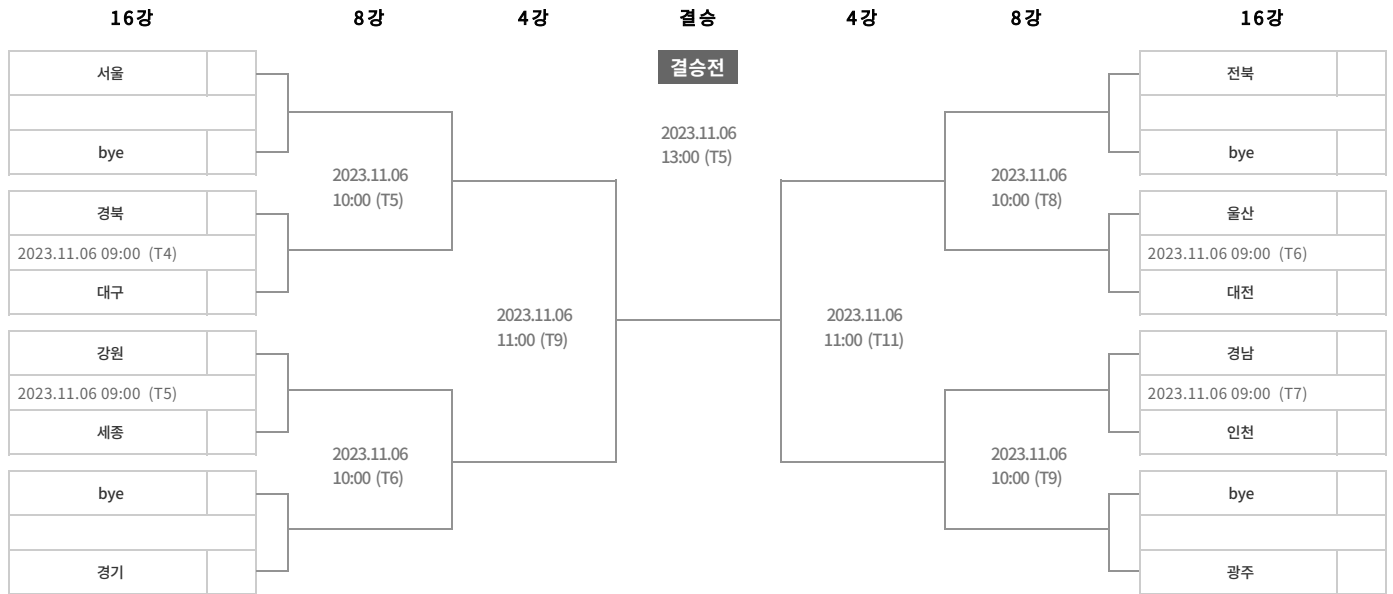 16강 8강 4강 결승 4강 8강 16강
결승전
서울
bye
경북
2023.11.06 09:00 (T4)
대구
강원
2023.11.06 09:00 (T5)
세종
bye
경기
2023.11.06
10:00 (T5)
2023.11.06
10:00 (T6)
2023.11.06
11:00 (T9)
2023.11.06
13:00 (T5)
2023.11.06
11:00 (T11)
2023.11.06
10:00 (T8)
2023.11.06
10:00 (T9)
전북
bye
울산
2023.11.06 09:00 (T6)
대전
경남
2023.11.06 09:00 (T7)
인천
bye
광주